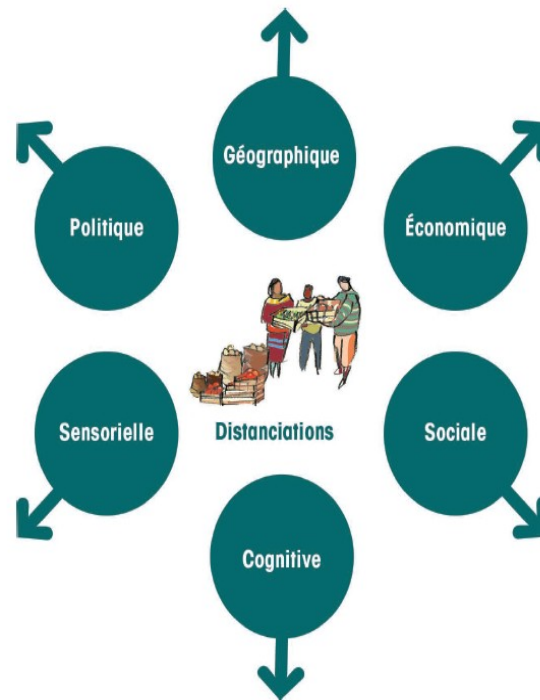 Géographique
Politique
Économique
Sensorielle
Distanciations
Sociale
Cognitive